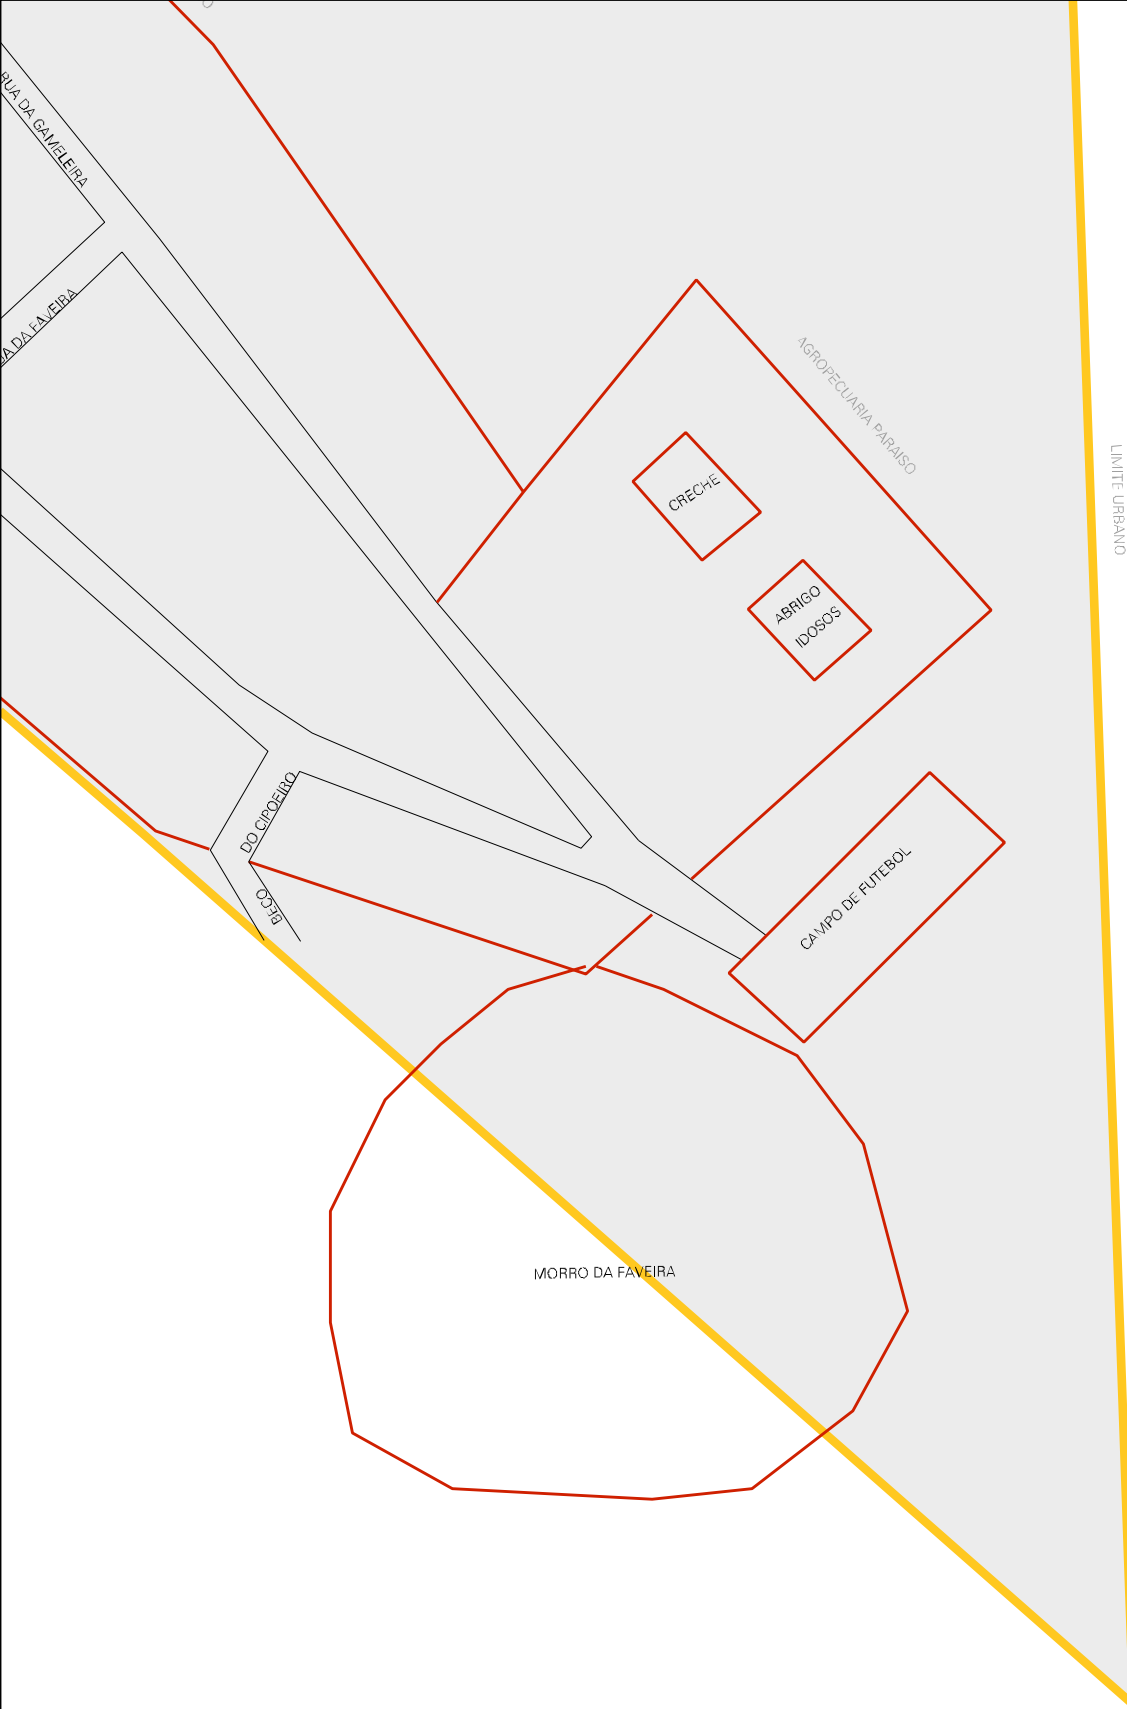 RUA DA GAMELEIRA
DA FAVEIRA
AGROPECUARIA PARAISO
LIMITE URBANO
CRECHE
ABRIGO
IDOSOS
DO CIPOEIRO
BECO
CAMPO DE FUTEBOL
MORRO DA FAVEIRA